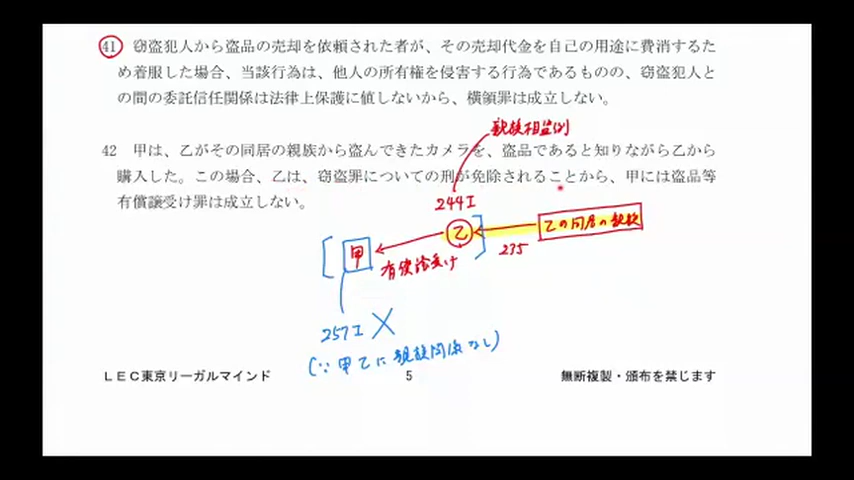 41 窃盗犯人から盗品の売却を依頼された者が、その売却代金を自己の用途に費消するた
め着服した場合、当該行為は、他人の所有権を侵害する行為であるものの、窃盗犯人と
の間の委託信任関係は法律上保護に値しないから、横領罪は成立しない。
親族相盗例
42 甲は、乙がその同居の親族から盗んできたカメラを、盗品であると知りながら乙から
購入した。この場合、乙は、窃盗罪についての刑が免除されることから、甲には盗品等
有償譲受け罪は成立しない。
244I
乙の同居の親族
乙
235
甲
有償譲受け
257I
(∵甲乙に親族関係なし)
LEC東京リーガルマインド 5 無断複製・頒布を禁じます